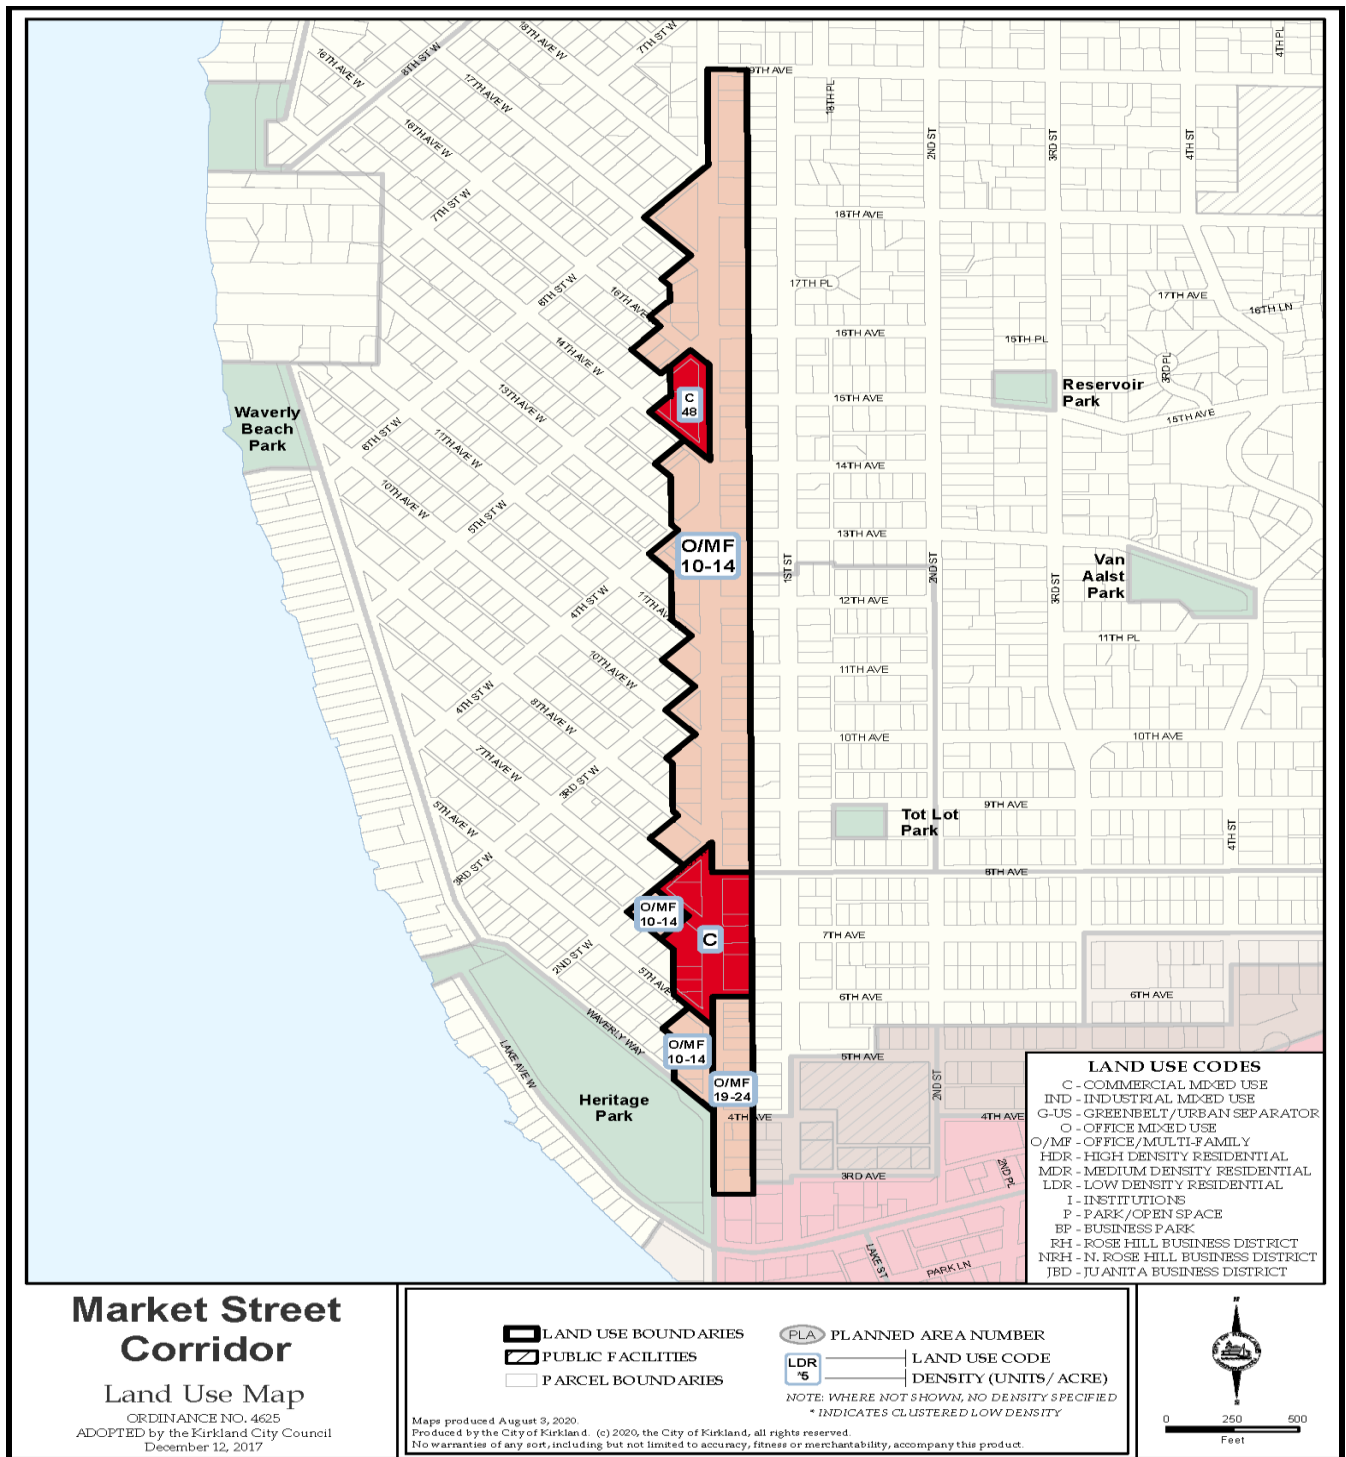 18TH AVE W
7TH ST W
4TH PL
16TH AVE W
8TH ST W
17TH AVE W
18TH PL
16TH AVE W
2ND ST
3RD ST
4TH ST
7TH ST W
18TH AVE
6TH ST W
16TH AVE
17TH PL
17TH AVE
16TH LN
14TH AVE W
16TH AVE
15TH PL
3RD PL
13TH AVE W
C
48
15TH AVE
Reservoir
Park
15TH AVE
Waverly
Beach
Park
6TH ST W
11TH AVE W
14TH AVE
10TH AVE W
5TH ST W
O/MF
10-14
13TH AVE
1ST ST
2ND ST
3RD ST
Van
Aalst
Park
4TH ST W
11TH AVE
12TH AVE
11TH PL
10TH AVE W
11TH AVE
4TH ST W
8TH AVE W
10TH AVE
10TH AVE
7TH AVE W
3RD ST W
5TH AVE W
9TH AVE
Tot Lot
Park
4TH ST
3RD ST W
8TH AVE
O/MF
10-14
C
7TH AVE
2ND ST W
5TH AVE
6TH AVE
6TH AVE
WAVERLY WAY
O/MF
10-14
LAKE AVE W
5TH AVE
2ND ST
Heritage
Park
O/MF
19-24
4TH AVE
4TH AVE
3RD AVE
2ND PL
LAKE ST
PARK LN
LAND USE CODES
C - COMMERCIAL MIXED USE
IND - INDUSTRIAL MIXED USE
G-US - GREENBELT/URBAN SEPARATOR
O - OFFICE MIXED USE
O/MF - OFFICE/MULTI-FAMILY
HDR - HIGH DENSITY RESIDENTIAL
MDR - MEDIUM DENSITY RESIDENTIAL
LDR - LOW DENSITY RESIDENTIAL
I - INSTITUTIONS
P - PARK/OPEN SPACE
BP - BUSINESS PARK
RH - ROSE HILL BUSINESS DISTRICT
NRH - N. ROSE HILL BUSINESS DISTRICT
JBD - JUANITA BUSINESS DISTRICT
Market Street
Corridor
Land Use Map
ORDINANCE NO. 4625
ADOPTED by the Kirkland City Council
December 12, 2017
LAND USE BOUNDARIES
PUBLIC FACILITIES
PARCEL BOUNDARIES
PLA PLANNED AREA NUMBER
LDR
*5
LAND USE CODE
DENSITY (UNITS/ACRE)
NOTE: WHERE NOT SHOWN, NO DENSITY SPECIFIED
* INDICATES CLUSTERED LOW DENSITY
Maps produced August 3, 2020.
Produced by the City of Kirkland. (c) 2020, the City of Kirkland, all rights reserved.
No warranties of any sort, including but not limited to accuracy, fitness or merchantability, accompany this product.
0 250 500
Feet